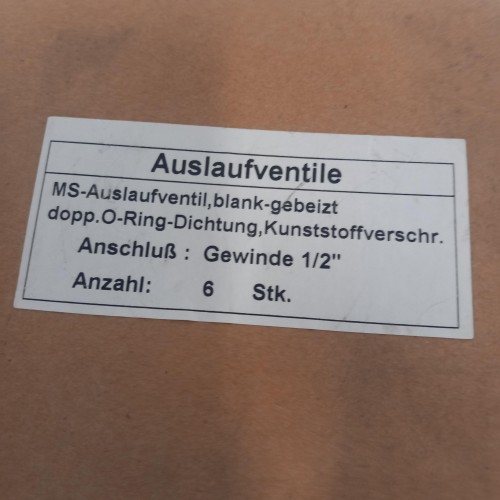 Auslaufventile
MS-Auslaufventil,blank-gebeizt
dopp.O-Ring-Dichtung,Kunststoffverschr.
Anschluß : Gewinde 1/2"
Anzahl: 6 Stk.